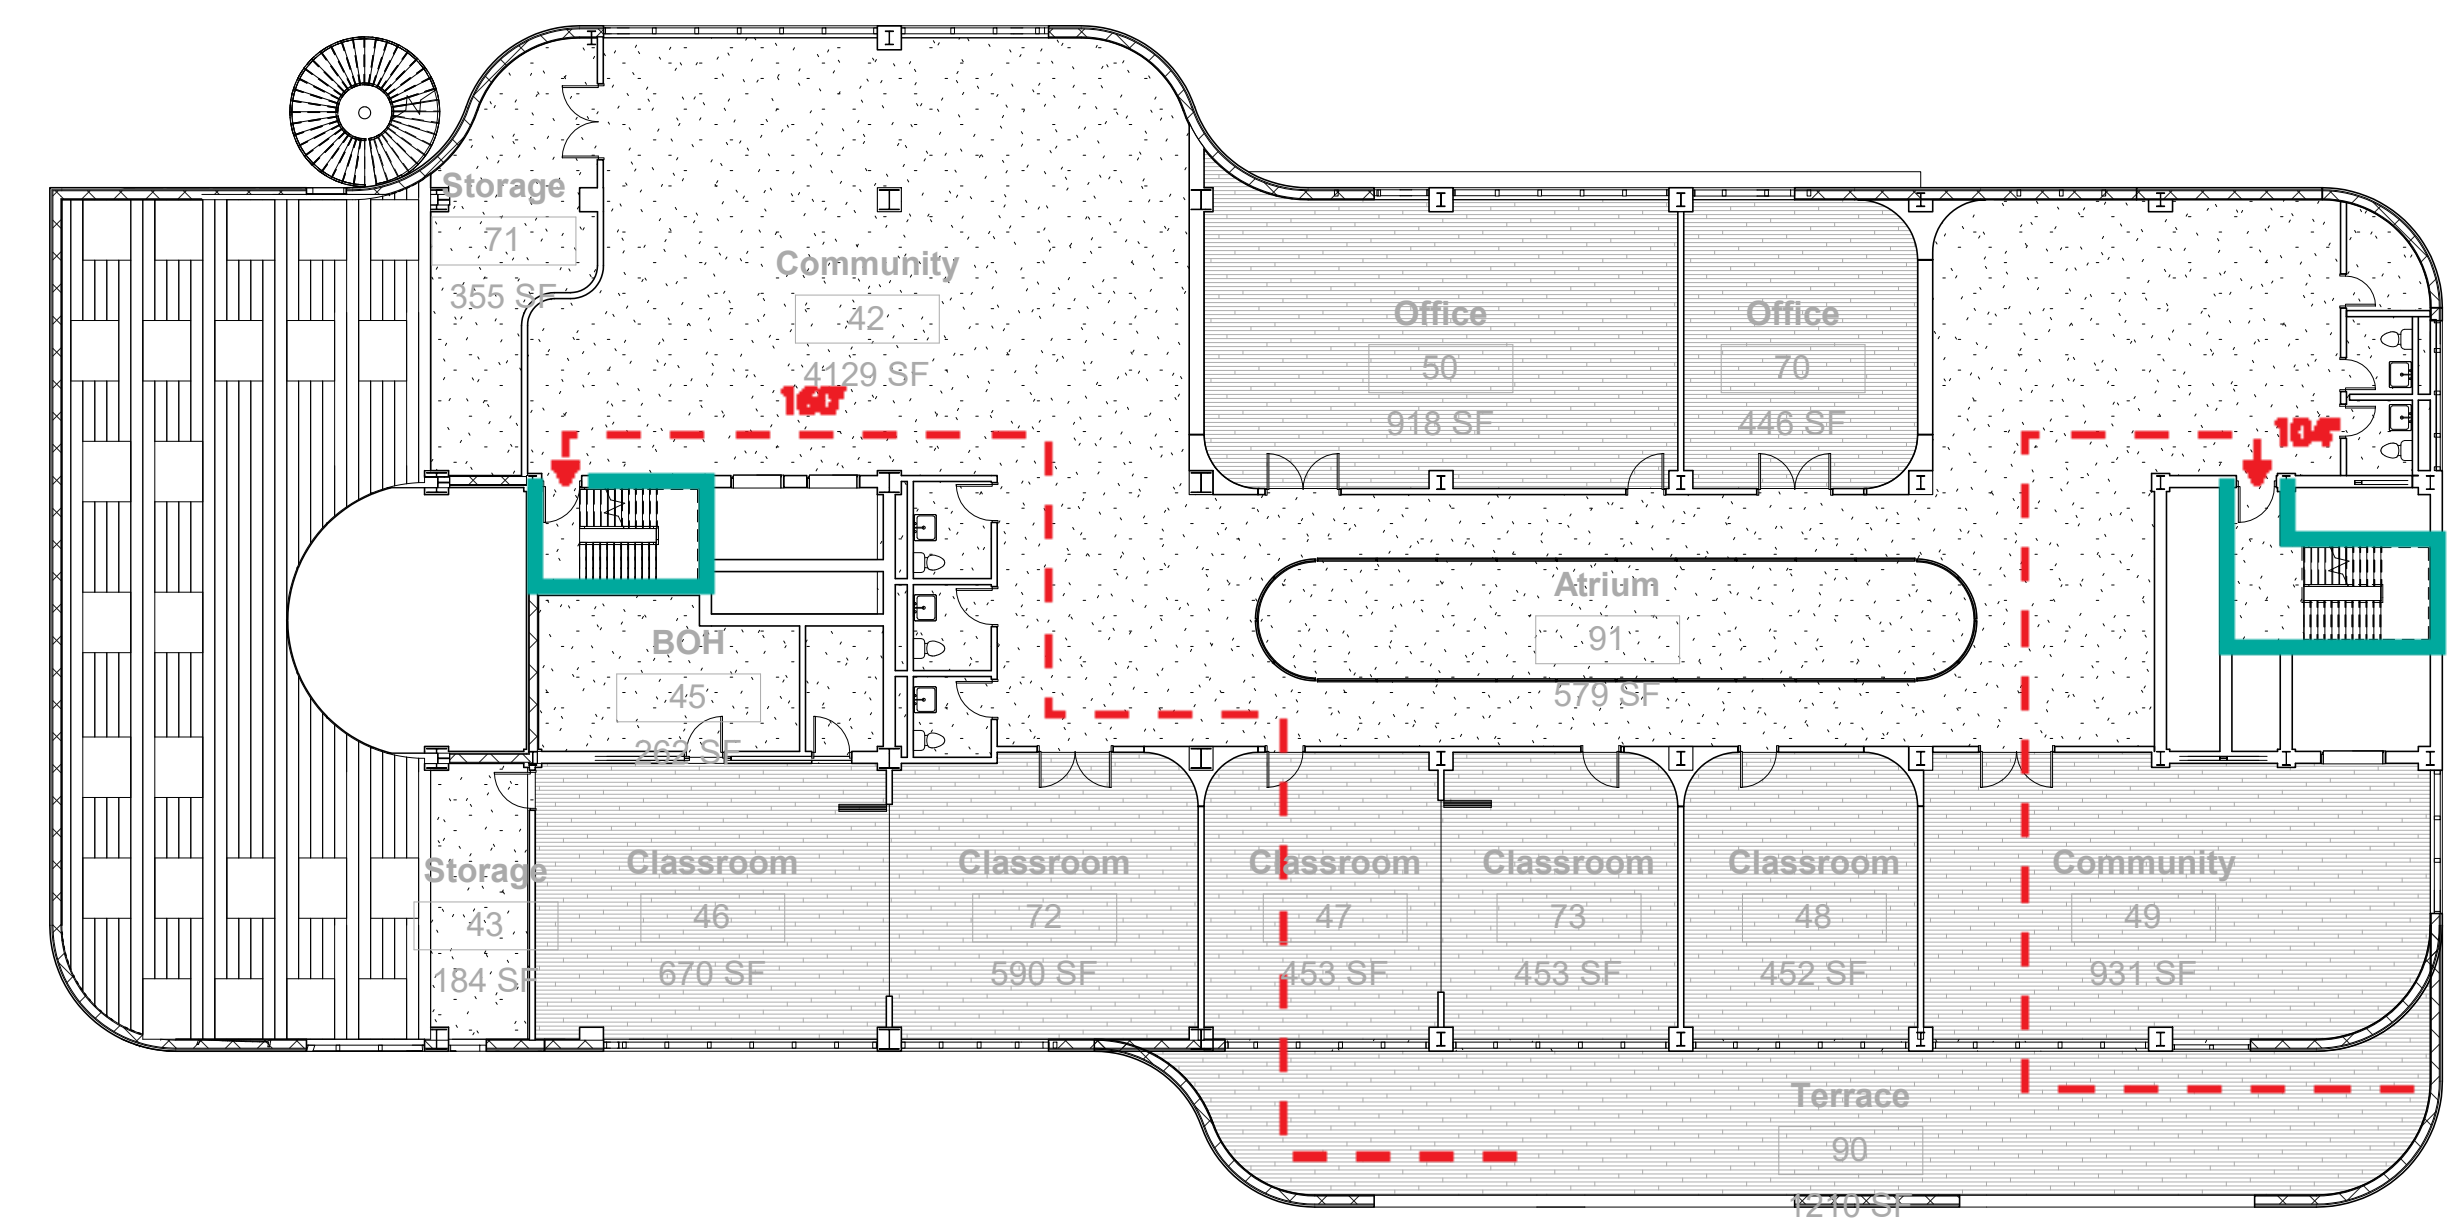 Storage
71
355 SF
Community
42
4129 SF
160'
Office
50
918 SF
Office
70
446 SF
104'
Atrium
91
579 SF
BOH
45
262 SF
Storage
43
184 SF
Classroom
46
670 SF
Classroom
72
590 SF
Classroom
47
453 SF
Classroom
73
453 SF
Classroom
48
452 SF
Community
49
931 SF
Terrace
90
1210 SF